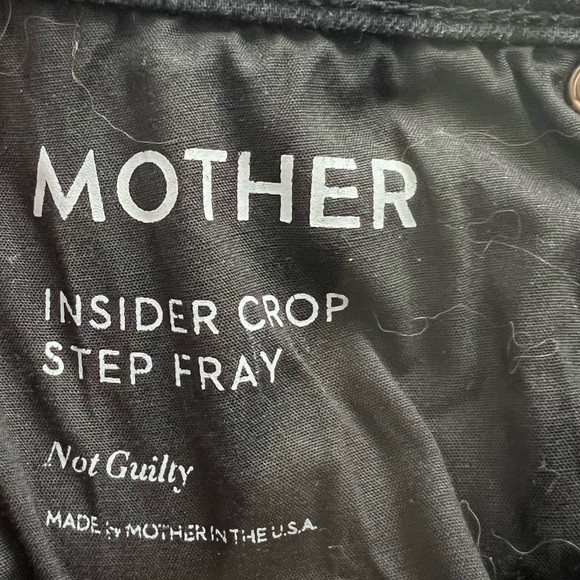 MOTHER
INSIDER CROP
STEP FRAY
Not Guilty
MADE by MOTHER IN THE U.S.A.